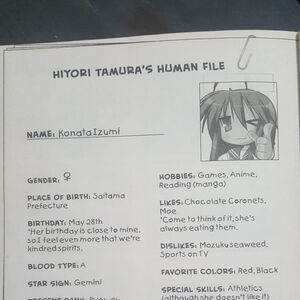 HIYORI TAMURA'S HUMAN FILE
NAME: Konata Izumi
GENDER: ♀
PLACE OF BIRTH: Saitama
Prefecture
BIRTHDAY: May 28th
"Her birthday is close to mine,
so I feel even more that we're
kindred spirits.
BLOOD TYPE: A
STAR SIGN: Gemini
HOBBIES: Games, Anime,
Reading (manga)
LIKES: Chocolate Coronets,
Moe
"Come to think of it, she's
always eating them.
DISLIKES: Mozuku seaweed,
Sports on TV
FAVORITE COLORS: Red, Black
SPECIAL SKILLS: Athletics
(although she doesn't like it)